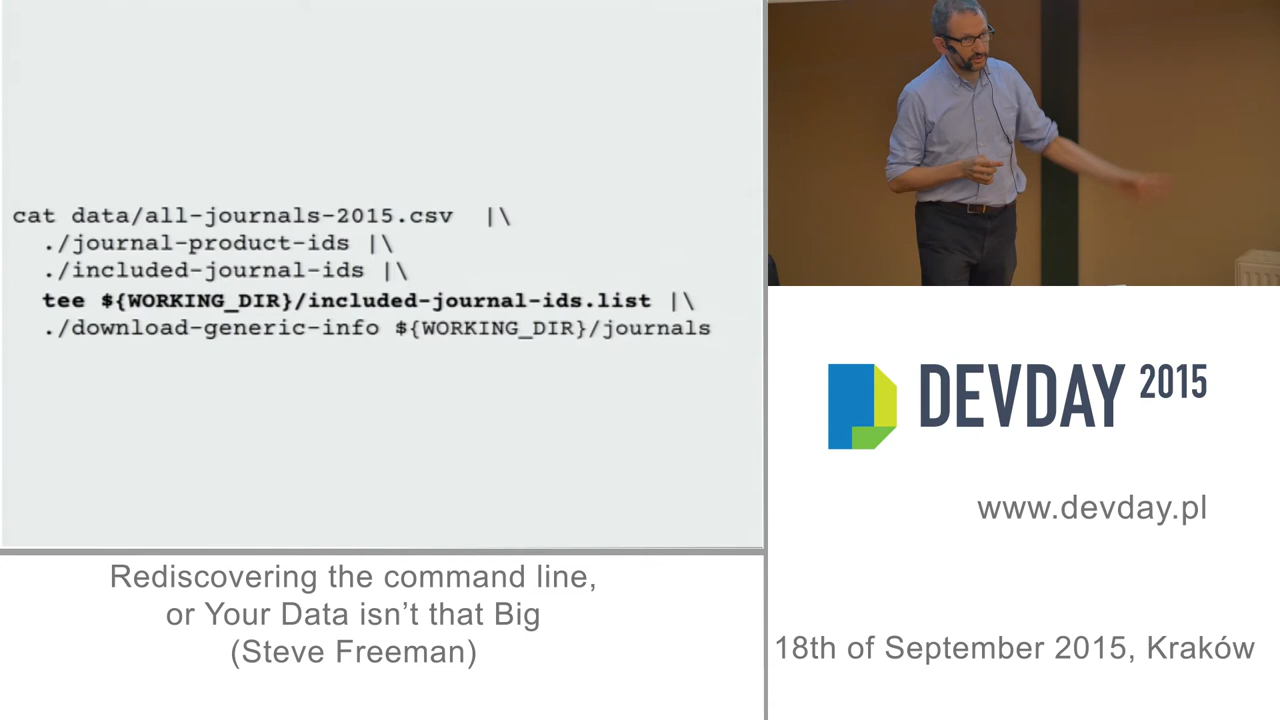 cat data/all-journals-2015.csv |\
./journal-product-ids |\
./included-journal-ids |\
tee ${WORKING_DIR}/included-journal-ids.list |\
./download-generic-info ${WORKING_DIR}/journals
Rediscovering the command line,
or Your Data isn't that Big
(Steve Freeman)
DEVDAY 2015
www.devday.pl
18th of September 2015, Kraków